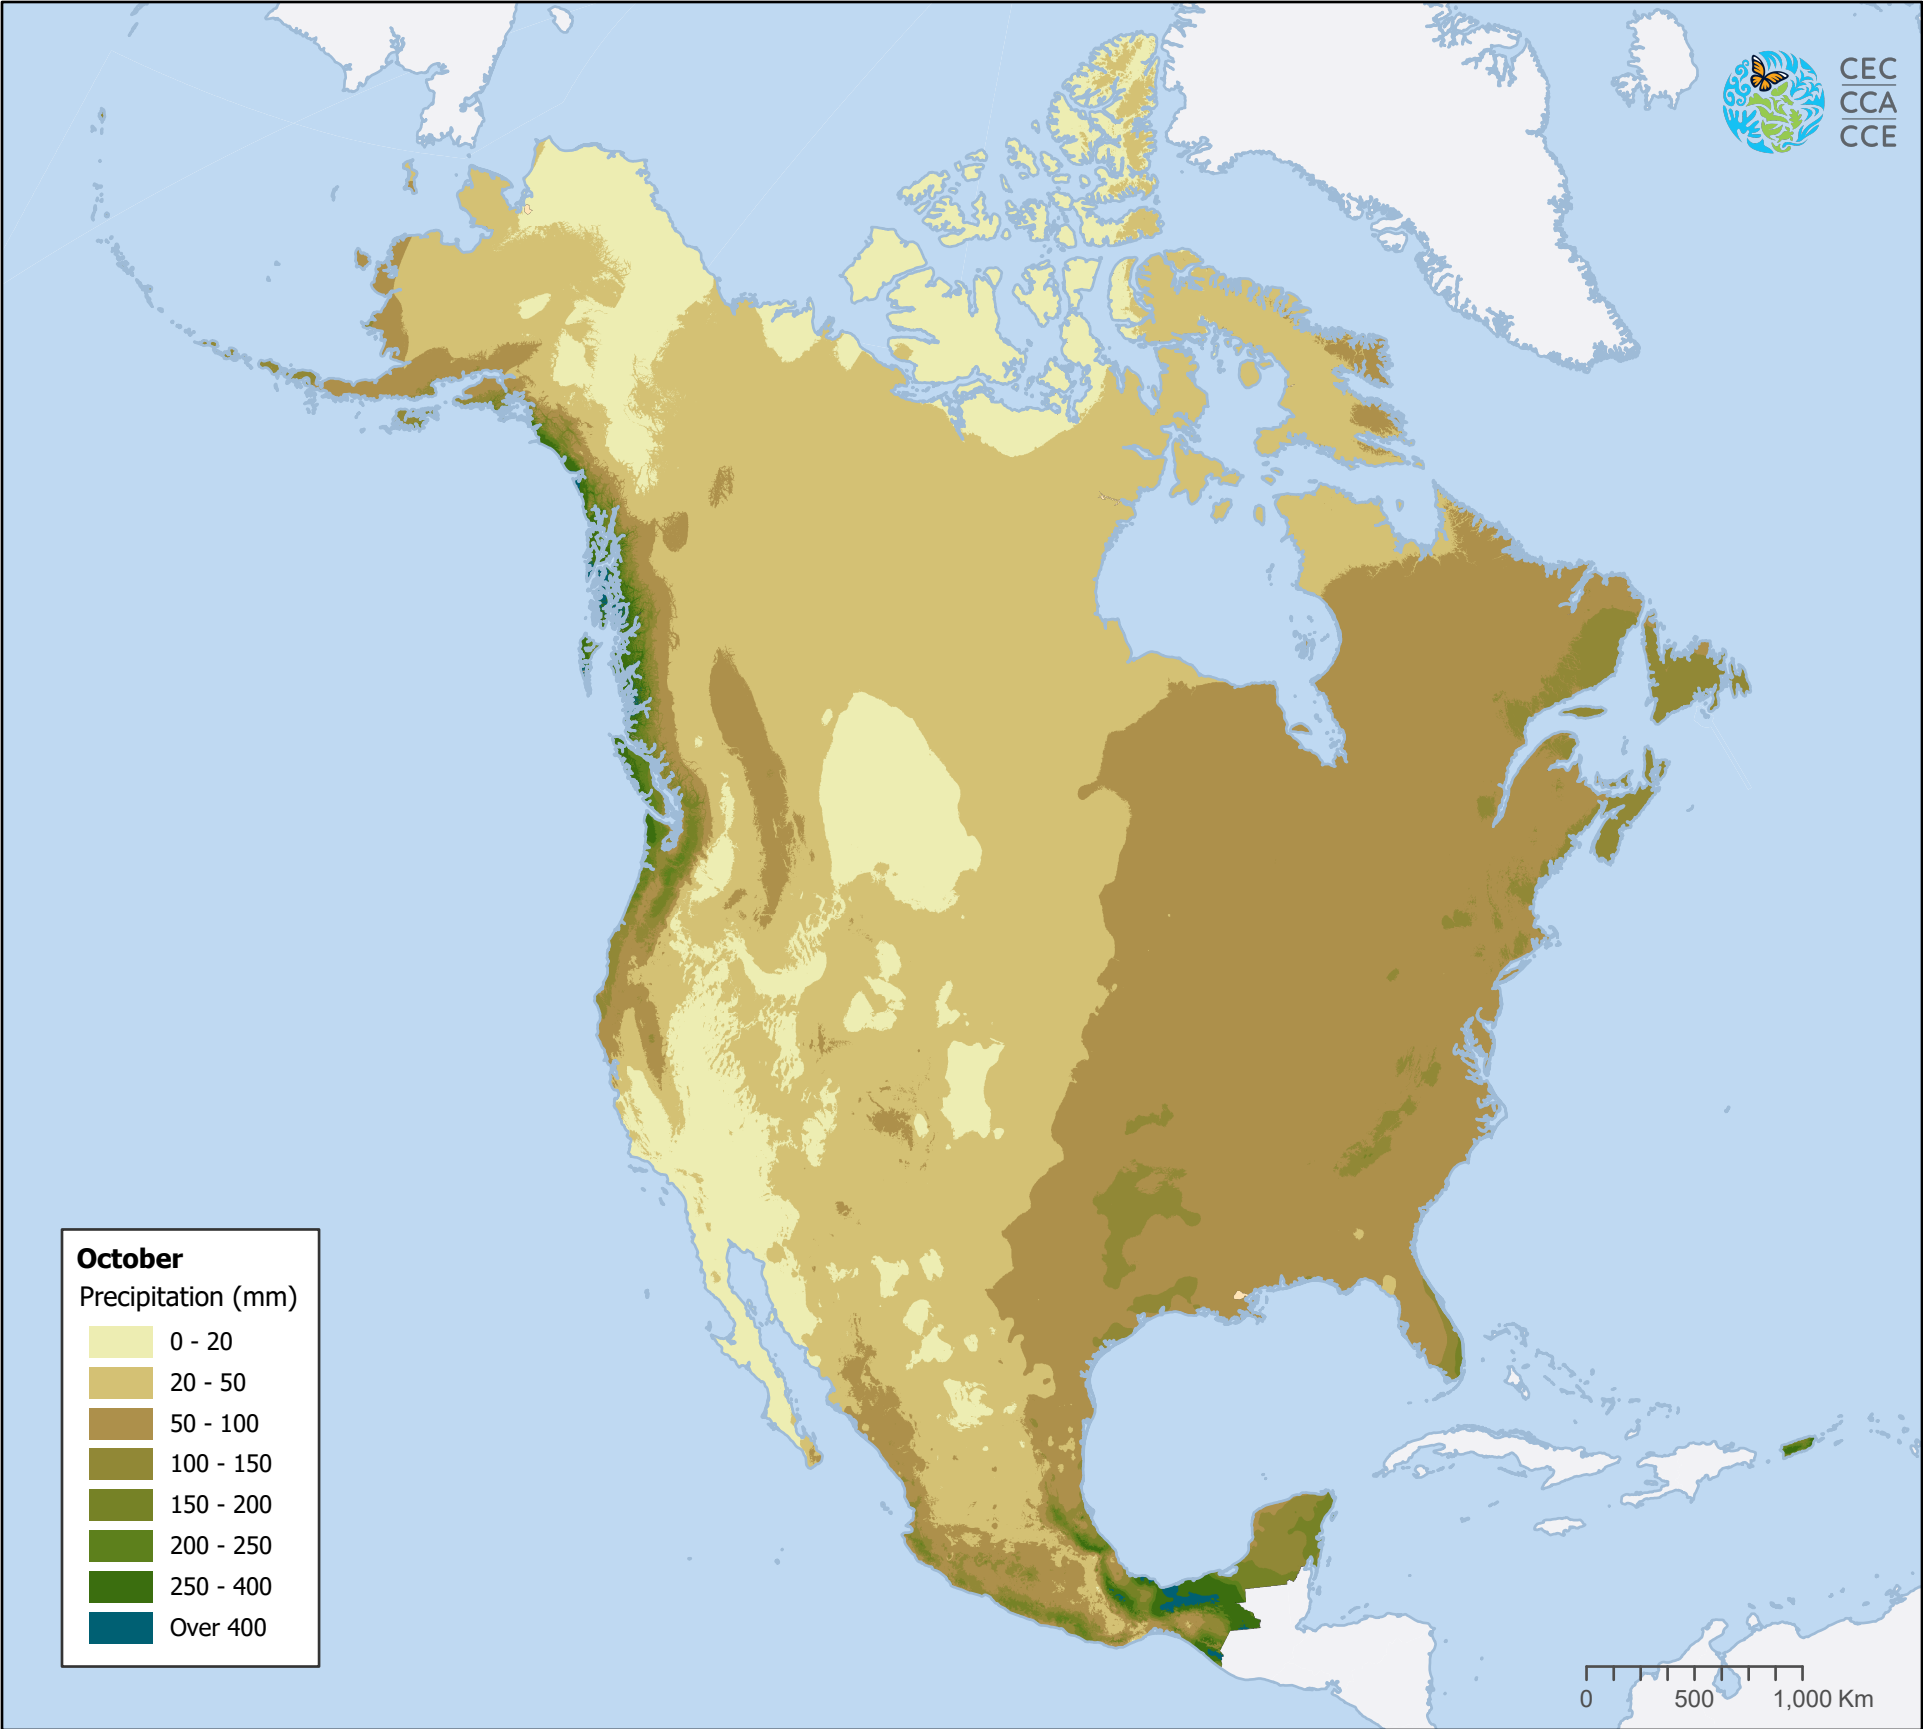 CEC
CCA
CCE
October
Precipitation (mm)
0 - 20
20 - 50
50 - 100
100 - 150
150 - 200
200 - 250
250 - 400
Over 400
0 500 1,000 Km